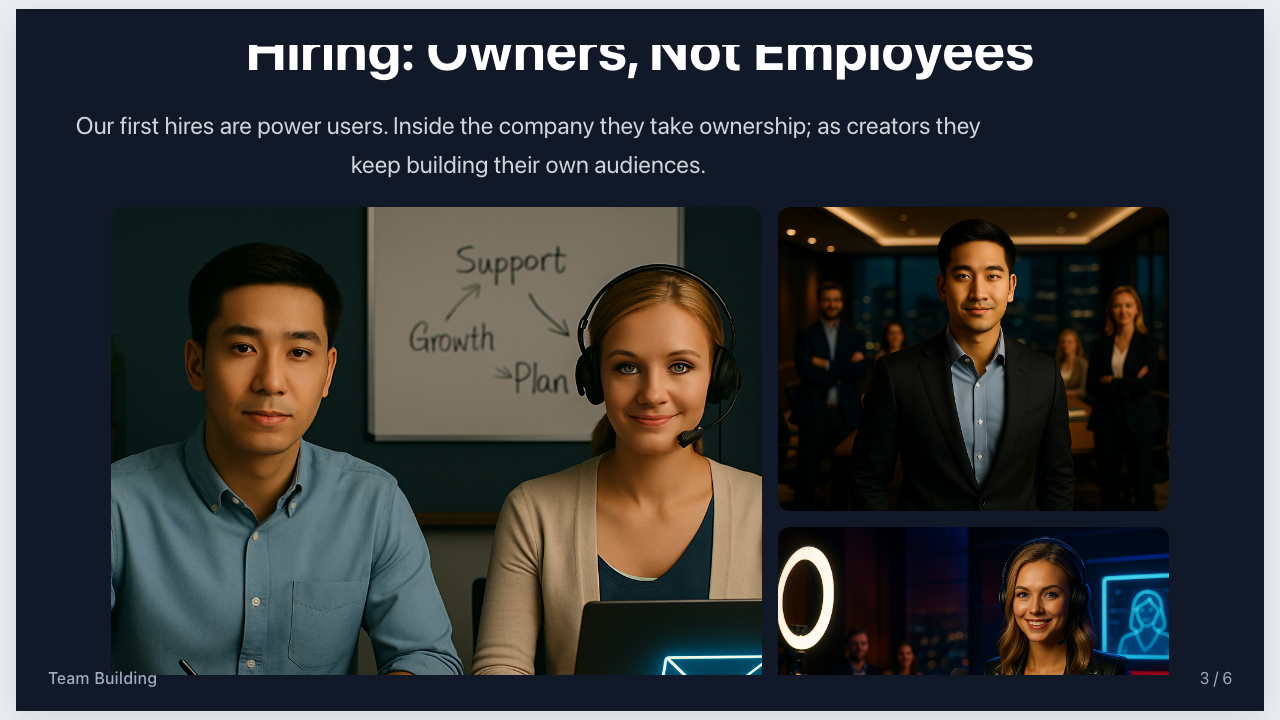 Hiring: Owners, Not Employees
Our first hires are power users. Inside the company they take ownership; as creators they
keep building their own audiences.
Support
Growth
Plan
Team Building
3 / 6